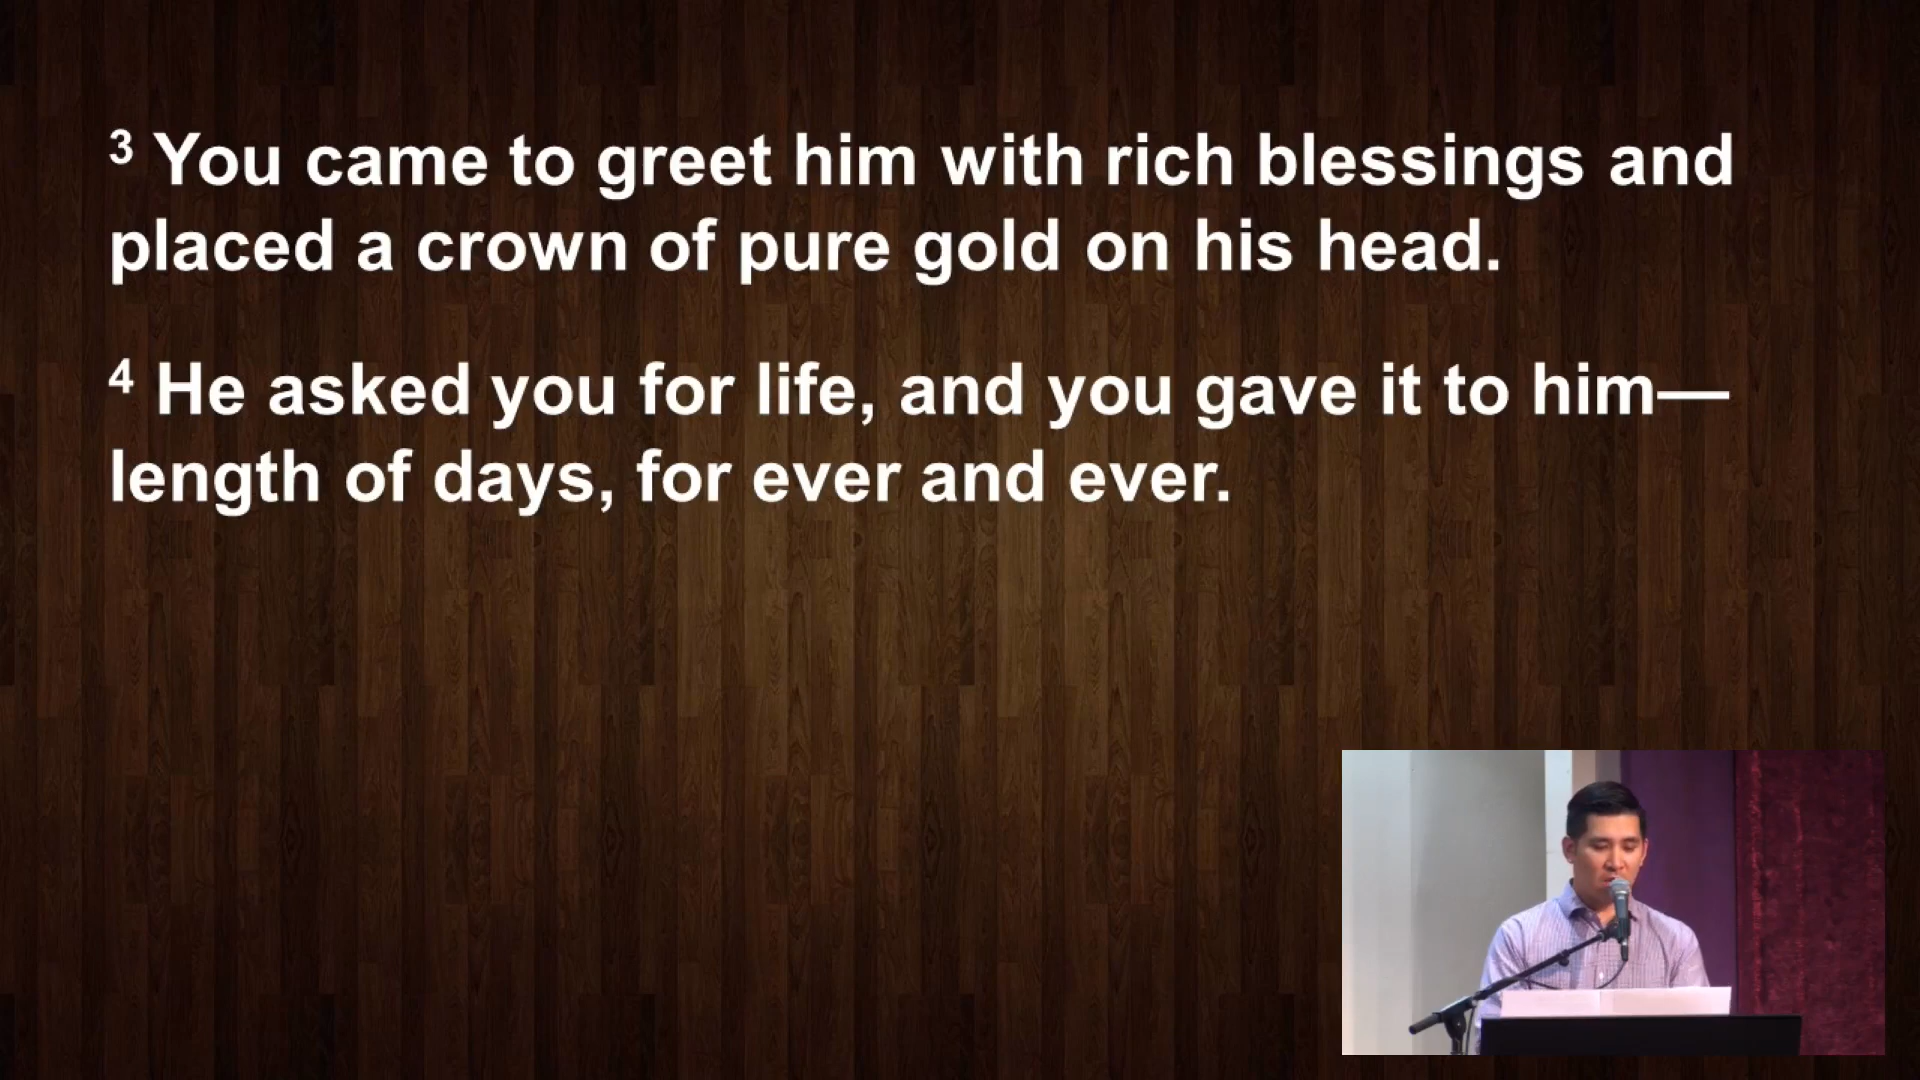 3 You came to greet him with rich blessings and
placed a crown of pure gold on his head.
4 He asked you for life, and you gave it to him—
length of days, for ever and ever.